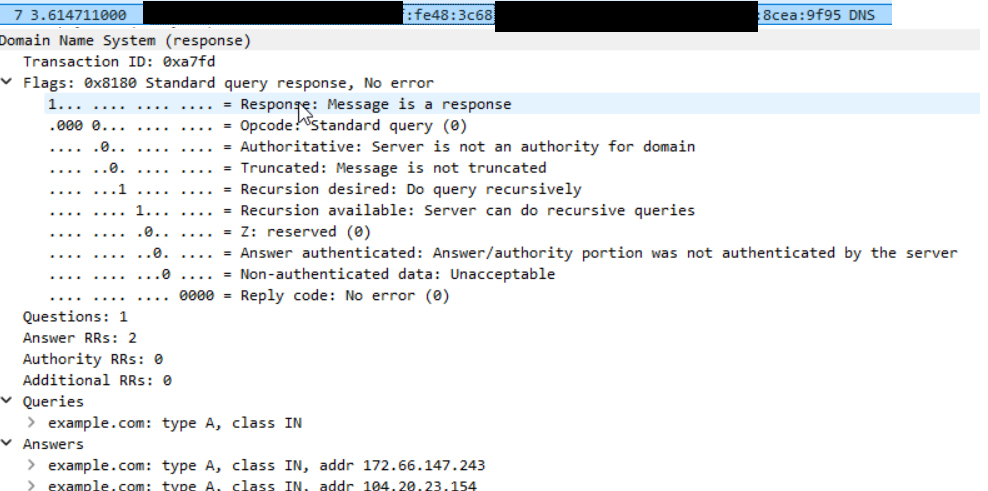 7 3.614711000 :fe48:3c68 :8cea:9f95 DNS
Domain Name System (response)
Transaction ID: 0xa7fd
Flags: 0x8180 Standard query response, No error
1... .... .... .... = Response: Message is a response
.000 0... .... .... = Opcode: Standard query (0)
.... .0.. .... .... = Authoritative: Server is not an authority for domain
.... ..0. .... .... = Truncated: Message is not truncated
.... ...1 .... .... = Recursion desired: Do query recursively
.... .... 1... .... = Recursion available: Server can do recursive queries
.... .... .0.. .... = Z: reserved (0)
.... .... ..0. .... = Answer authenticated: Answer/authority portion was not authenticated by the server
.... .... ...0 .... = Non-authenticated data: Unacceptable
.... .... .... 0000 = Reply code: No error (0)
Questions: 1
Answer RRs: 2
Authority RRs: 0
Additional RRs: 0
Queries
example.com: type A, class IN
Answers
example.com: type A, class IN, addr 172.66.147.243
example.com: type A, class IN, addr 104.20.23.154